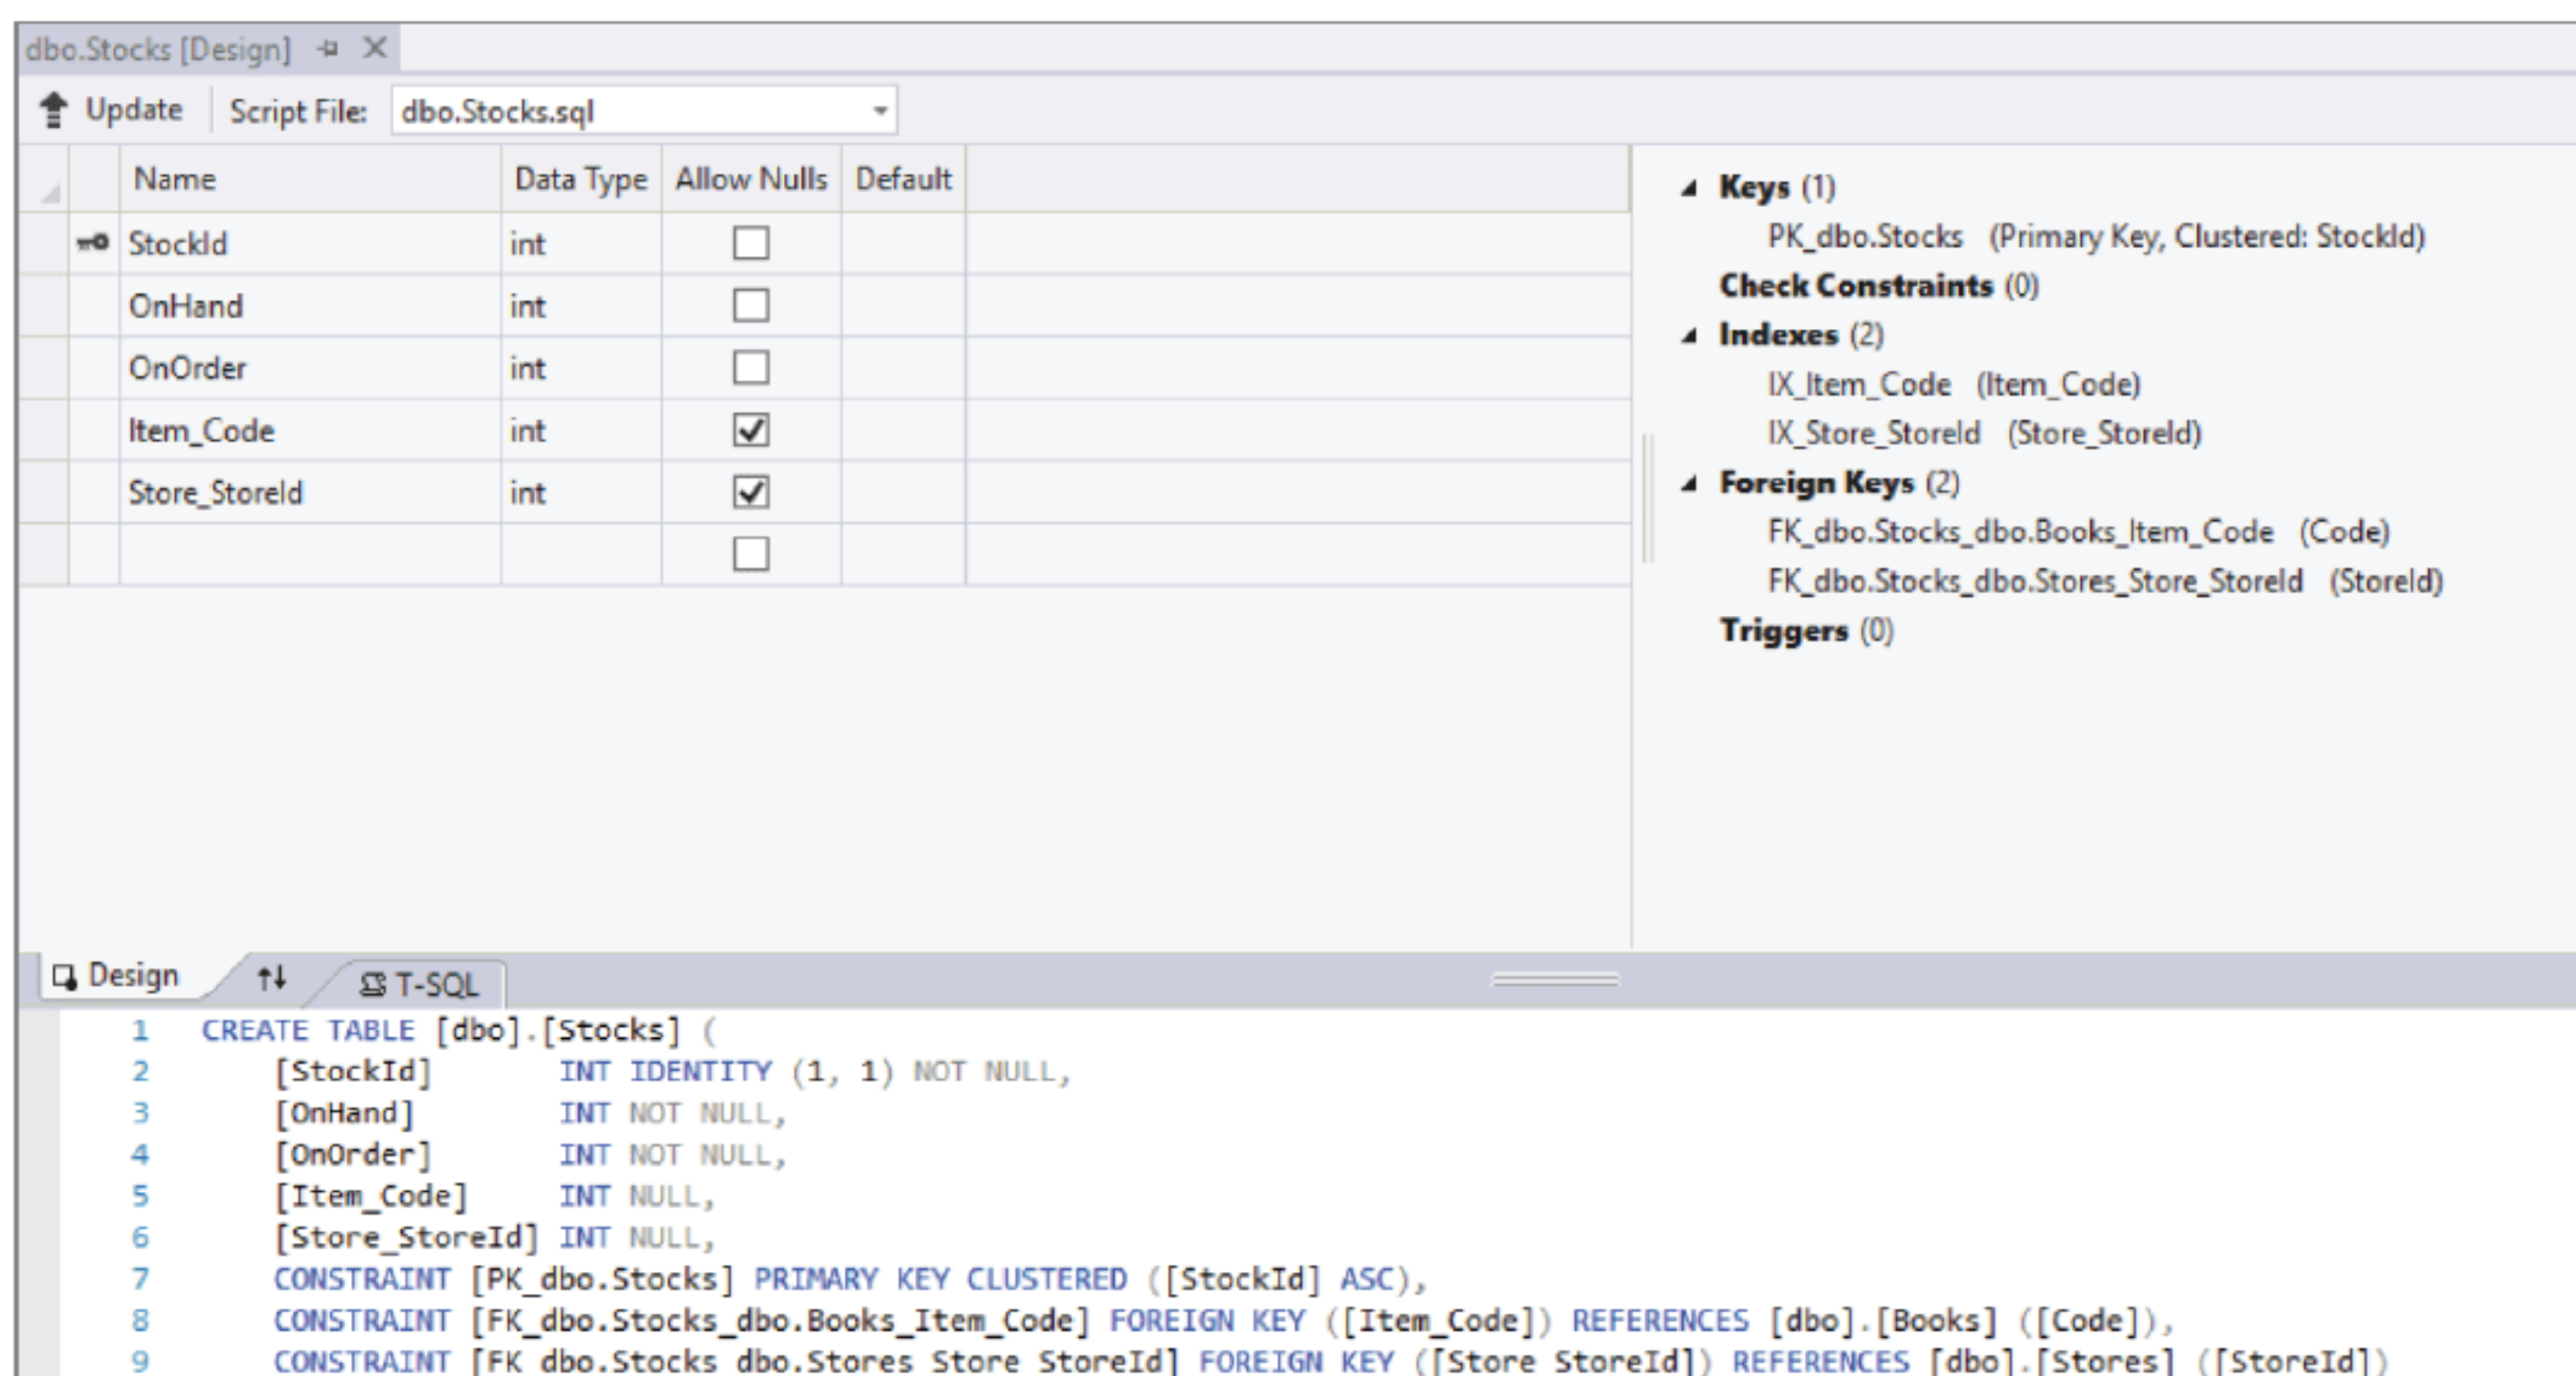 dbo.Stocks [Design]
Update Script File: dbo.Stocks.sql
Name Data Type Allow Nulls Default
StockId int
OnHand int
OnOrder int
Item_Code int
Store_StoreId int
Keys (1)
PK_dbo.Stocks (Primary Key, Clustered: StockId)
Check Constraints (0)
Indexes (2)
IX_Item_Code (Item_Code)
IX_Store_StoreId (Store_StoreId)
Foreign Keys (2)
FK_dbo.Stocks_dbo.Books_Item_Code (Code)
FK_dbo.Stocks_dbo.Stores_Store_StoreId (StoreId)
Triggers (0)
Design T-SQL
1 CREATE TABLE [dbo].[Stocks] (
2 [StockId] INT IDENTITY (1, 1) NOT NULL,
3 [OnHand] INT NOT NULL,
4 [OnOrder] INT NOT NULL,
5 [Item_Code] INT NULL,
6 [Store_StoreId] INT NULL,
7 CONSTRAINT [PK_dbo.Stocks] PRIMARY KEY CLUSTERED ([StockId] ASC),
8 CONSTRAINT [FK_dbo.Stocks_dbo.Books_Item_Code] FOREIGN KEY ([Item_Code]) REFERENCES [dbo].[Books] ([Code]),
9 CONSTRAINT [FK_dbo.Stocks_dbo.Stores_Store_StoreId] FOREIGN KEY ([Store_StoreId]) REFERENCES [dbo].[Stores] ([StoreId])